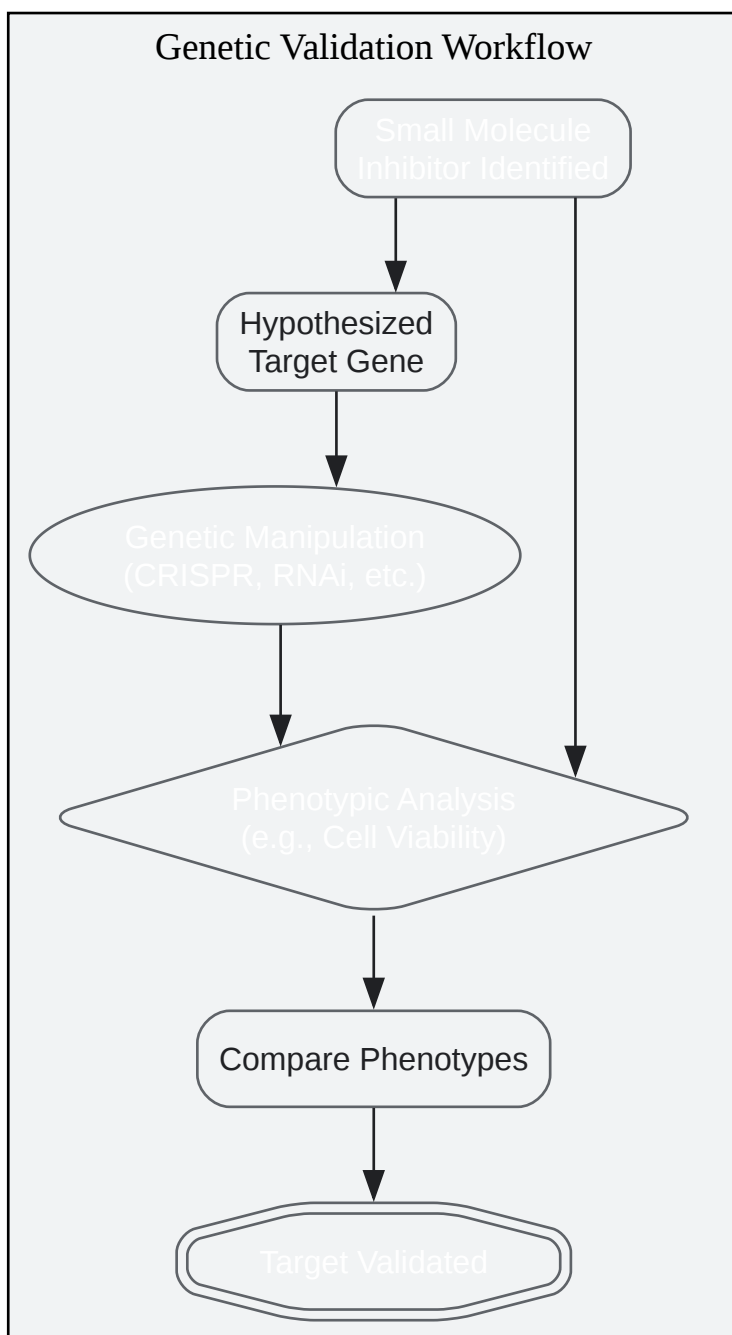 Genetic Validation Workflow
Small Molecule
Inhibitor Identified
Hypothesized
Target Gene
Genetic Manipulation
(CRISPR, RNAi, etc.)
Phenotypic Analysis
(e.g., Cell Viability)
Compare Phenotypes
Target Validated